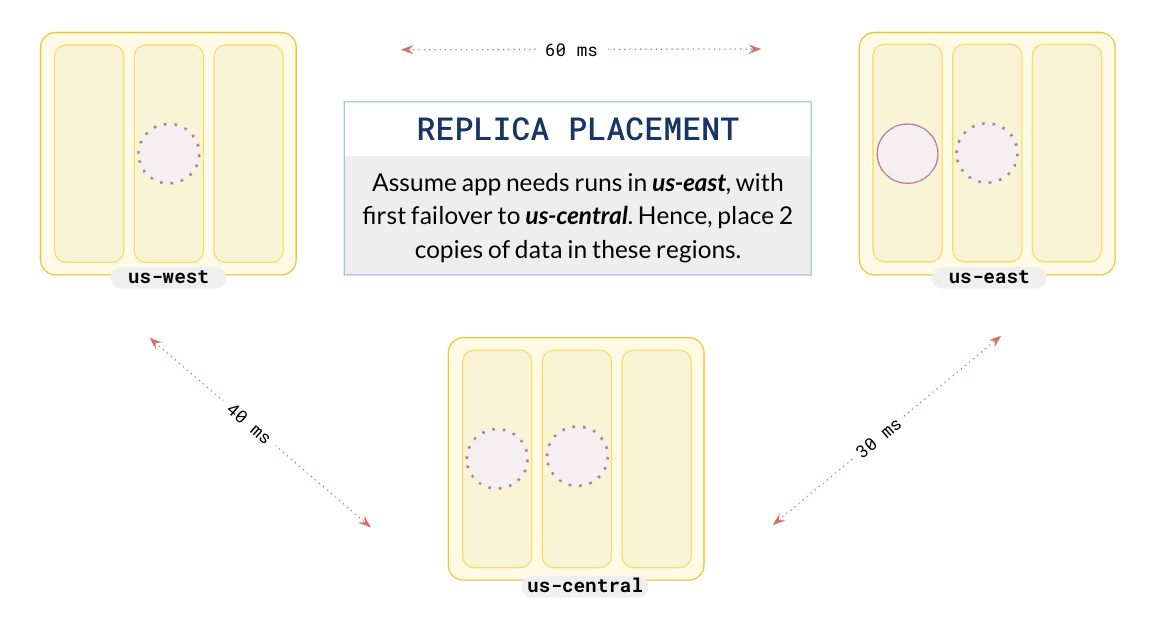 60 ms
REPLICA PLACEMENT
Assume app needs runs in us-east, with
first failover to us-central. Hence, place 2
copies of data in these regions.
us-west
us-east
40 ms
30 ms
us-central